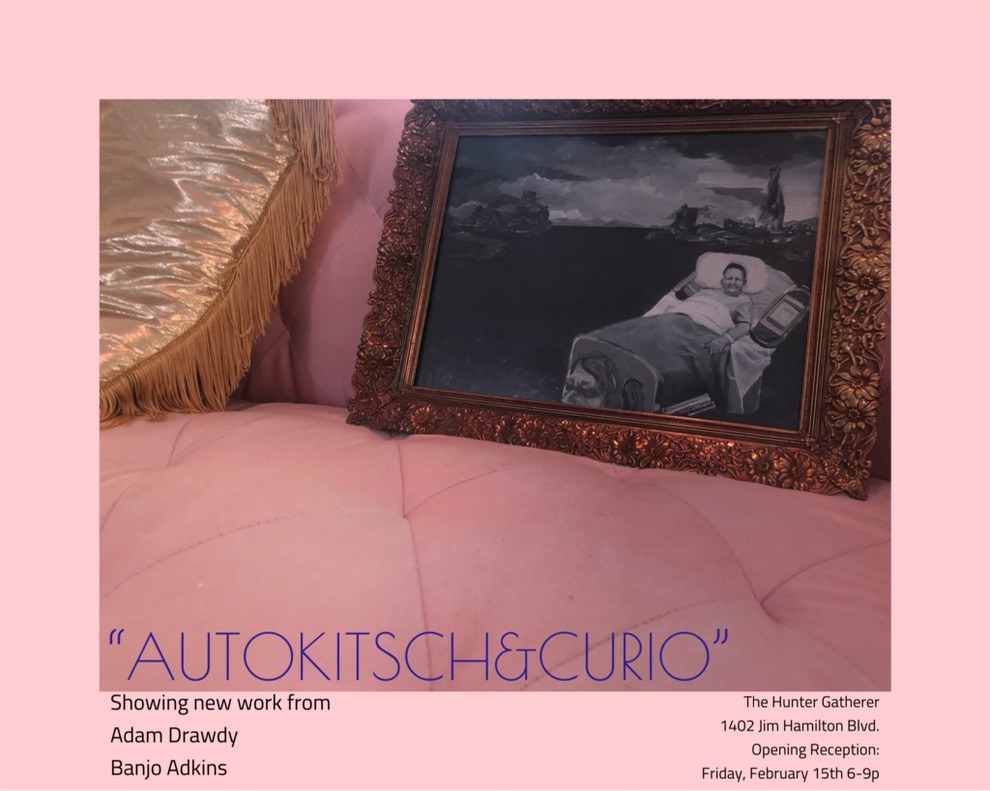 “AUTOKITSCH&CURIO”
Showing new work from
Adam Drawdy
Banjo Adkins
The Hunter Gatherer
1402 Jim Hamilton Blvd.
Opening Reception:
Friday, February 15th 6-9p